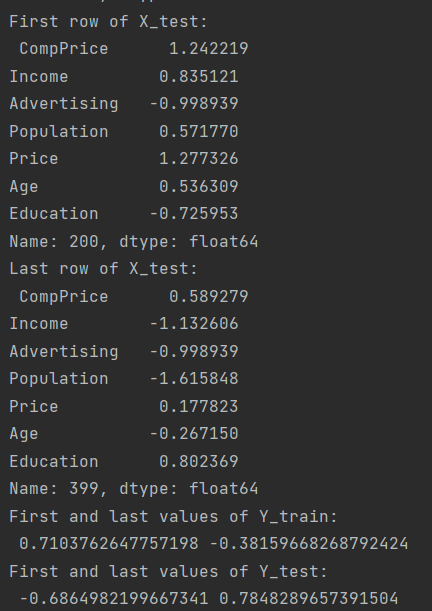 First row of X_test:
 CompPrice      1.242219
Income         0.835121
Advertising   -0.998939
Population     0.571770
Price          1.277326
Age            0.536309
Education     -0.725953
Name: 200, dtype: float64
Last row of X_test:
 CompPrice      0.589279
Income        -1.132606
Advertising   -0.998939
Population    -1.615848
Price          0.177823
Age           -0.267150
Education      0.802369
Name: 399, dtype: float64
First and last values of Y_train:
 0.7103762647757198 -0.38159668268792424
First and last values of Y_test:
 -0.6864982199667341 0.7848289657391504